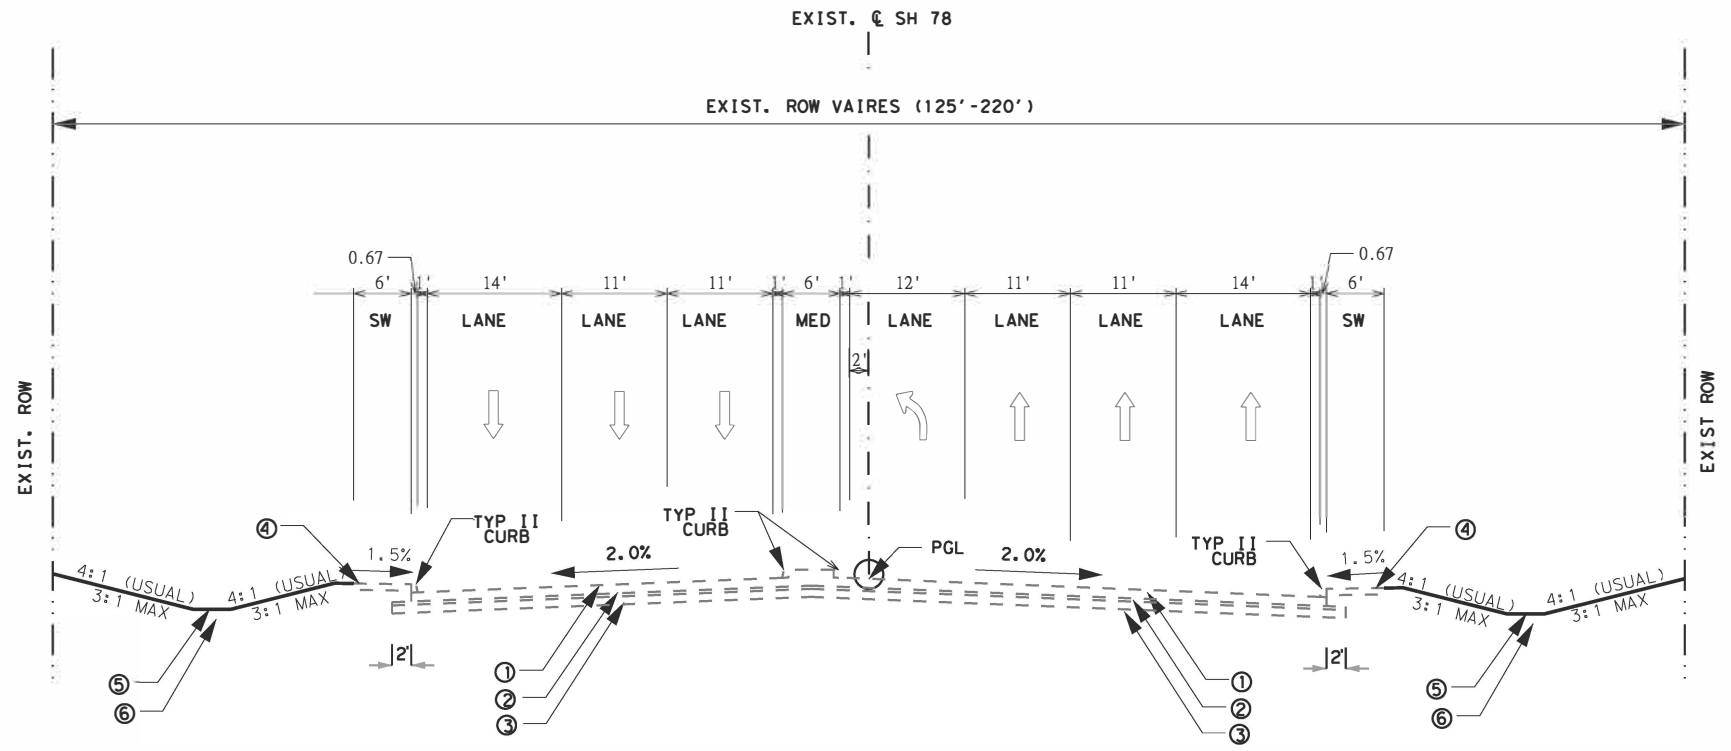 EXIST. ℄ SH 78
EXIST. ROW VAIRES (125'-220')
0.67
0.67
6' 1' 14' 11' 11' 1' 6' 1' 12' 11' 11' 14' 1' 6'
SW LANE LANE LANE MED LANE LANE LANE LANE SW
2'
EXIST. ROW
EXIST ROW
④ TYP II CURB
TYP II CURB
PGL
TYP II CURB
④
1.5%
2.0%
2.0%
1.5%
4:1 (USUAL)
3:1 MAX
4:1 (USUAL)
3:1 MAX
4:1 (USUAL)
3:1 MAX
4:1 (USUAL)
3:1 MAX
2'
2'
① ①
② ②
③ ③
⑤ ⑤
⑥ ⑥